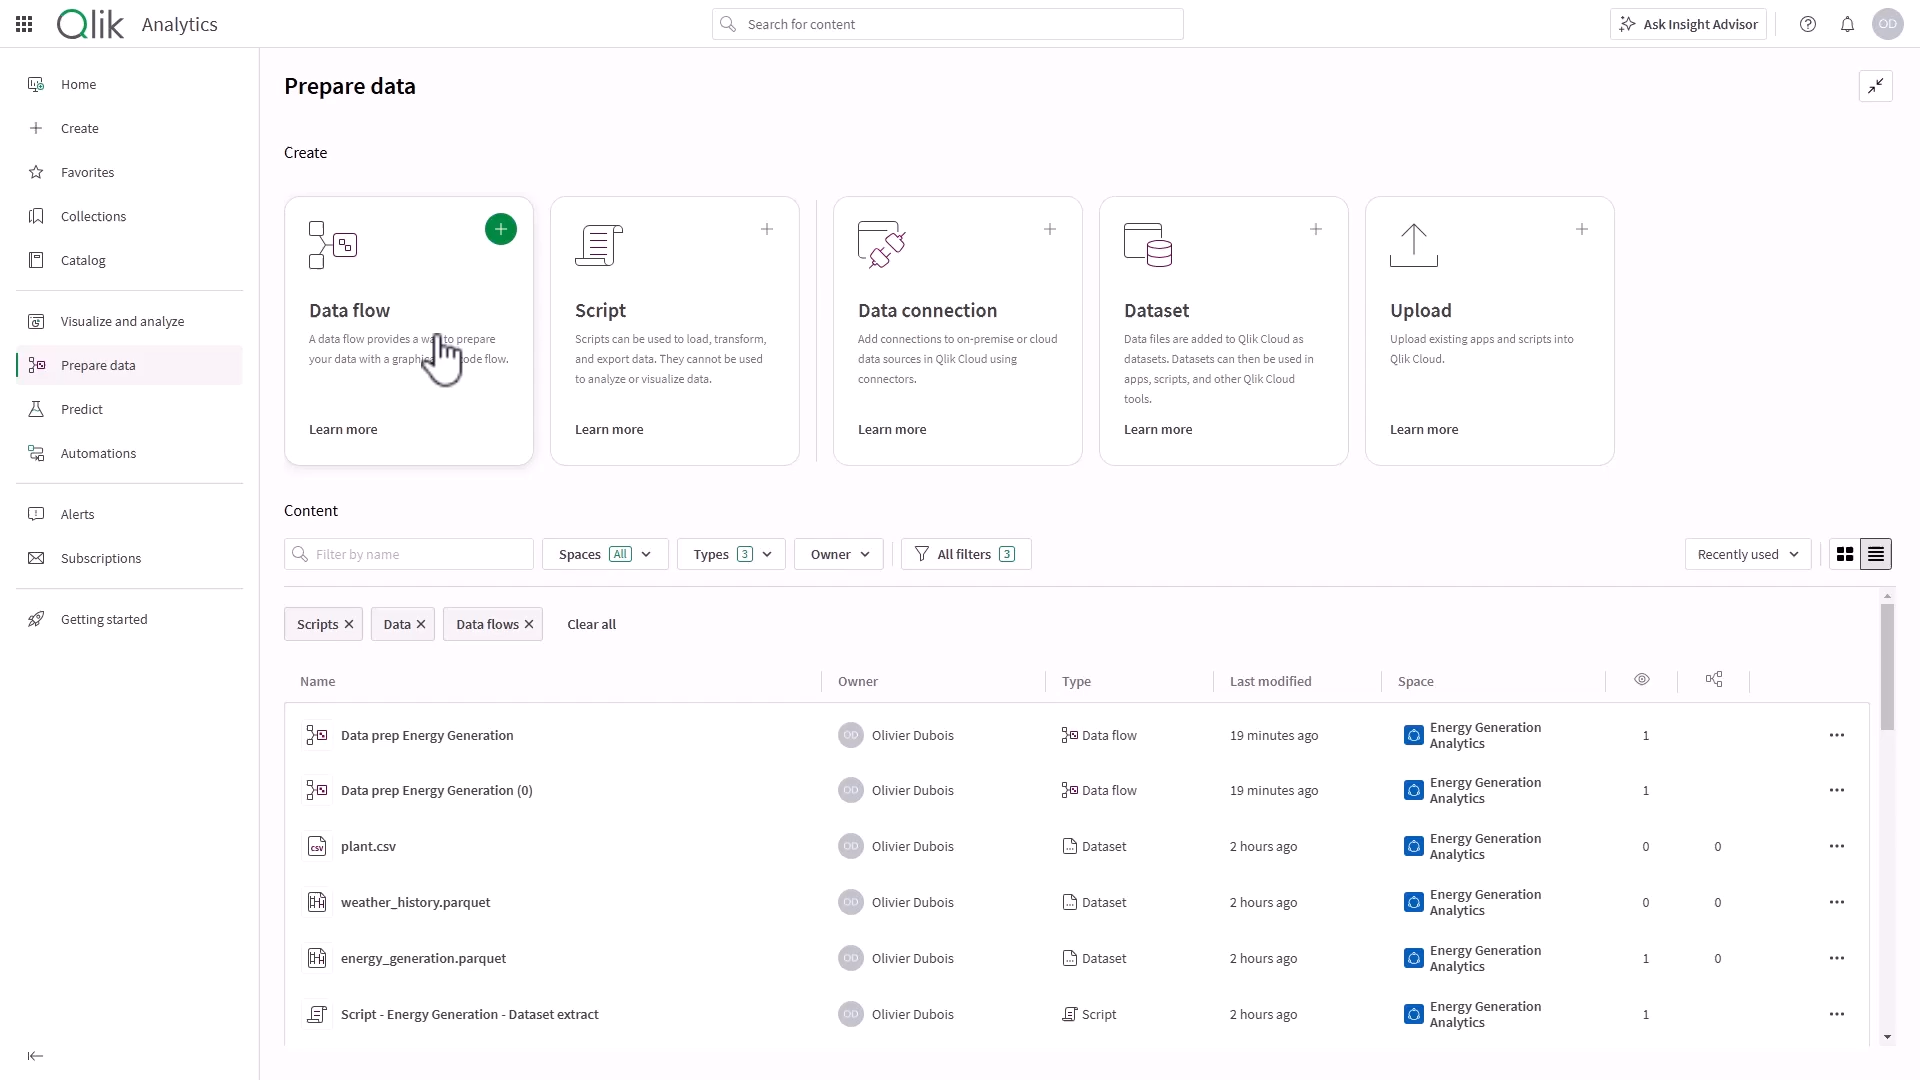 Qlik Analytics
Search for content
Ask Insight Advisor
OD
Home
Create
Favorites
Collections
Catalog
Visualize and analyze
Prepare data
Predict
Automations
Alerts
Subscriptions
Getting started
Prepare data
Create
Data flow
A data flow provides a way to prepare
your data with a graphical code flow.
Learn more
Script
Scripts can be used to load, transform,
and export data. They cannot be used
to analyze or visualize data.
Learn more
Data connection
Add connections to on-premise or cloud
data sources in Qlik Cloud using
connectors.
Learn more
Dataset
Data files are added to Qlik Cloud as
datasets. Datasets can then be used in
apps, scripts, and other Qlik Cloud
tools.
Learn more
Upload
Upload existing apps and scripts into
Qlik Cloud.
Learn more
Content
Filter by name
Spaces All
Types 3
Owner
All filters 3
Recently used
Scripts
Data
Data flows
Clear all
Name Owner Type Last modified Space
Data prep Energy Generation OD Olivier Dubois Data flow 19 minutes ago Energy Generation Analytics 1
Data prep Energy Generation (0) OD Olivier Dubois Data flow 19 minutes ago Energy Generation Analytics 1
CSV plant.csv OD Olivier Dubois Dataset 2 hours ago Energy Generation Analytics 0 0
weather_history.parquet OD Olivier Dubois Dataset 2 hours ago Energy Generation Analytics 0 0
energy_generation.parquet OD Olivier Dubois Dataset 2 hours ago Energy Generation Analytics 1 0
Script - Energy Generation - Dataset extract OD Olivier Dubois Script 2 hours ago Energy Generation Analytics 1